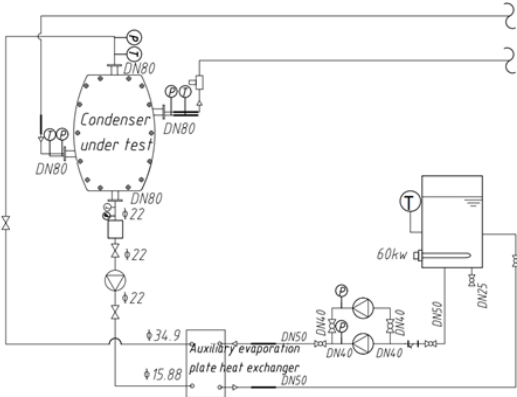 P
T
DN80
P
T
Condenser
under test
DN80
T
P
DN80
DN80
P
ϕ22
T
60kw
ϕ22
DN25
DN50
ϕ22
P
DN40
DN40
ϕ34.9
P
DN50
Auxiliary evaporation
DN40
DN40
plate heat exchanger
ϕ15.88
DN50